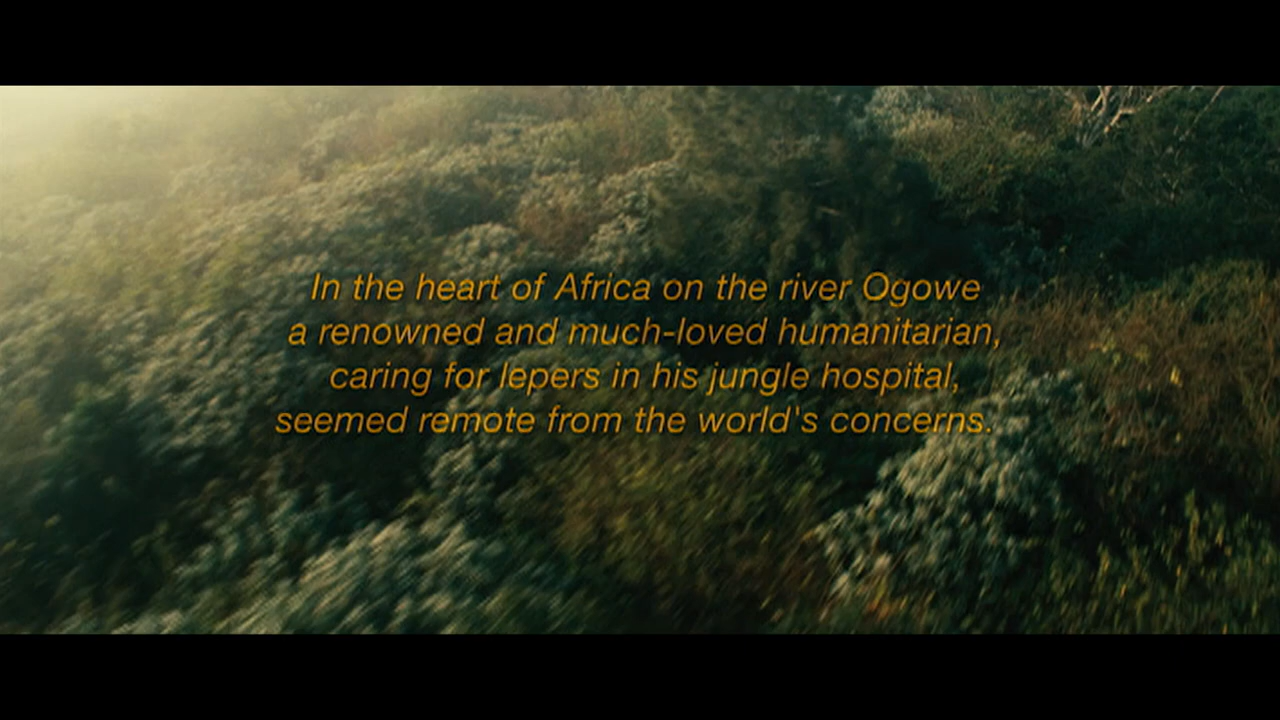 In the heart of Africa on the river Ogowe
a renowned and much-loved humanitarian,
caring for lepers in his jungle hospital,
seemed remote from the world's concerns.